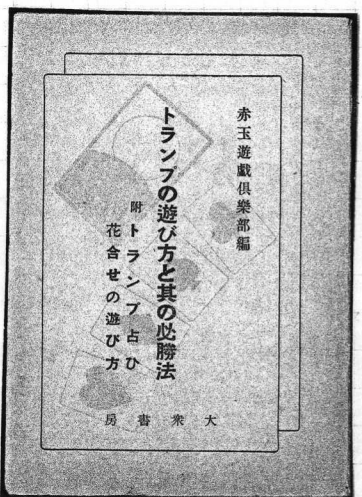 赤玉遊戯倶樂部編
トランプの遊び方と其の必勝法
附 トランプ占ひ
花合せの遊び方
大衆書房